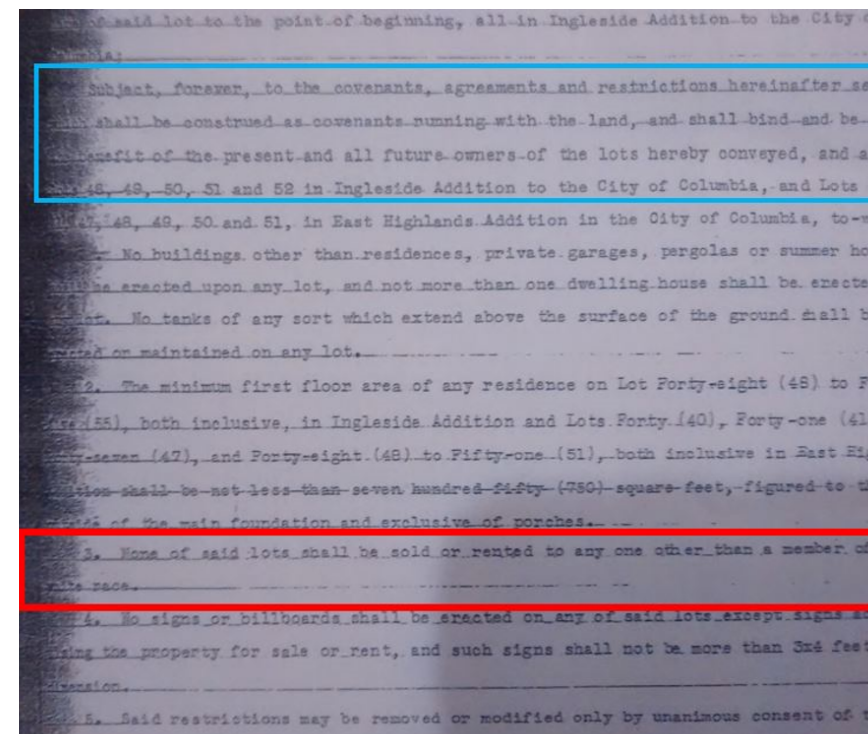 of said lot to the point of beginning, all in Ingleside Addition to the City
Subject, forever, to the covenants, agreements and restrictions hereinafter se
shall be construed as covenants running with the land, and shall bind and be
benefit of the present and all future owners of the lots hereby conveyed, and a
48, 49, 50, 51 and 52 in Ingleside Addition to the City of Columbia, and Lots
47, 48, 49, 50 and 51, in East Highlands Addition in the City of Columbia, to-w
No buildings other than residences, private garages, pergolas or summer ho
be erected upon any lot, and not more than one dwelling house shall be erecte
No tanks of any sort which extend above the surface of the ground shall b
or maintained on any lot.
2. The minimum first floor area of any residence on Lot Forty-eight (48) to F
(55), both inclusive, in Ingleside Addition and Lots Forty (40), Forty-one (41
-seven (47), and Forty-eight (48) to Fifty-one (51), both inclusive in East Hi
shall be not less than seven hundred fifty (750) square feet, figured to t
of the main foundation and exclusive of porches.
3. None of said lots shall be sold or rented to any one other than a member of
race.
4. No signs or billboards shall be erected on any of said lots except signs a
the property for sale or rent, and such signs shall not be more than 3x4 feet
5. Said restrictions may be removed or modified only by unanimous consent of